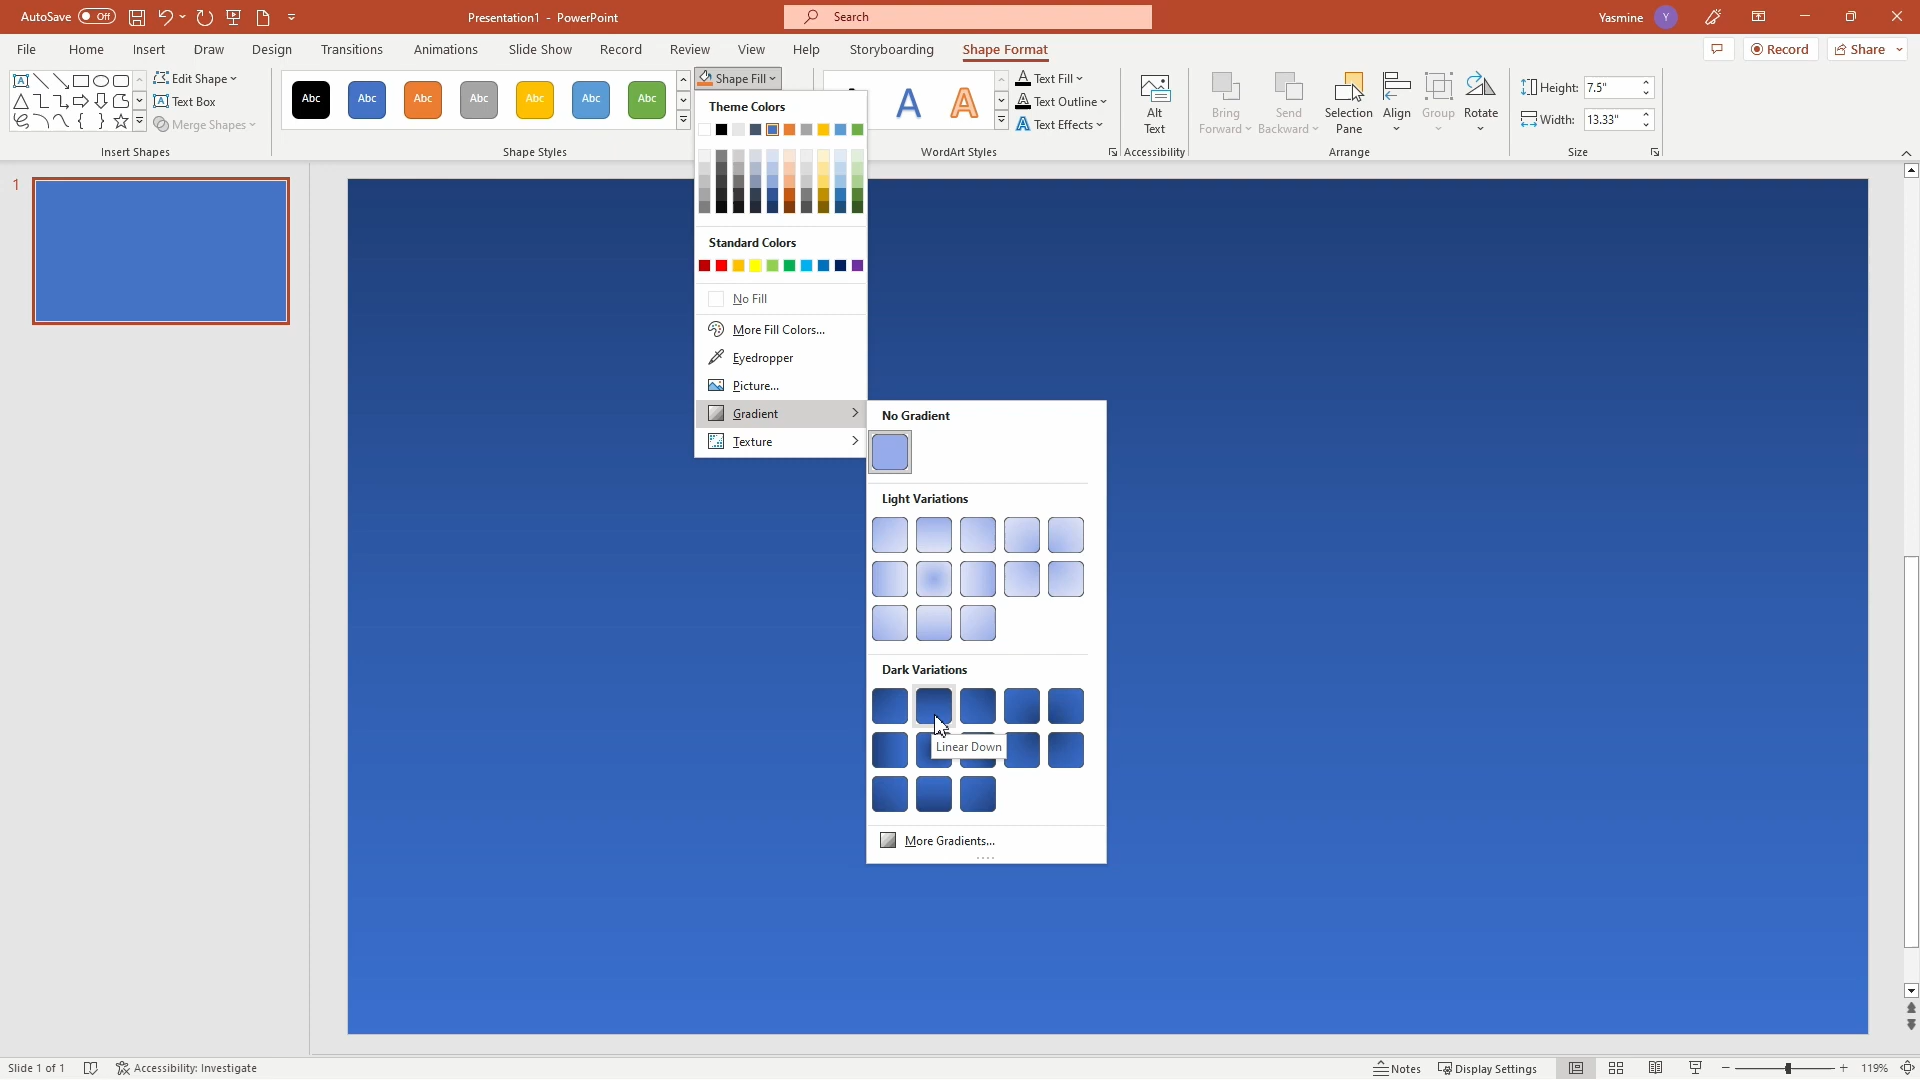 AutoSave Off
Presentation1 - PowerPoint
Search
Yasmine Y
File Home Insert Draw Design Transitions Animations Slide Show Record Review View Help Storyboarding Shape Format
Record Share
Edit Shape
Text Box
Merge Shapes
Insert Shapes
Abc Abc Abc Abc Abc Abc Abc
Shape Styles
Shape Fill
Theme Colors
Standard Colors
No Fill
More Fill Colors...
Eyedropper
Picture...
Gradient
Texture
No Gradient
Light Variations
Dark Variations
Linear Down
More Gradients...
A A
Text Fill
Text Outline
Text Effects
WordArt Styles
Alt Text
Accessibility
Bring Forward
Send Backward
Selection Pane
Align
Group
Rotate
Arrange
Height: 7.5"
Width: 13.33"
Size
1
Slide 1 of 1
Accessibility: Investigate
Notes
Display Settings
119%